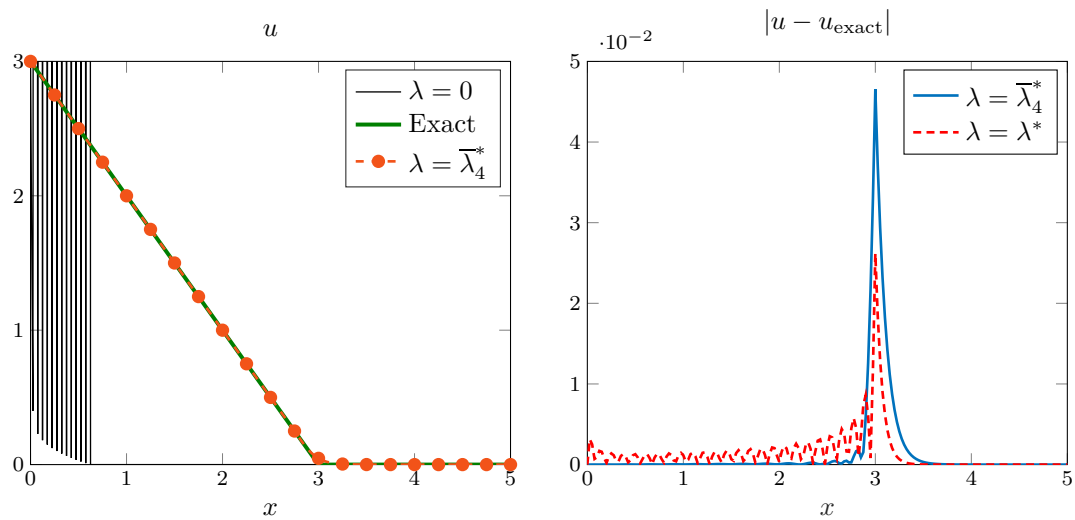 u
3
2
1
0
0 1 2 3 4 5
x
λ = 0
Exact
λ = λ̅₄*
|u − u_exact|
·10⁻²
5
4
3
2
1
0
0 1 2 3 4 5
x
λ = λ̅₄*
λ = λ*